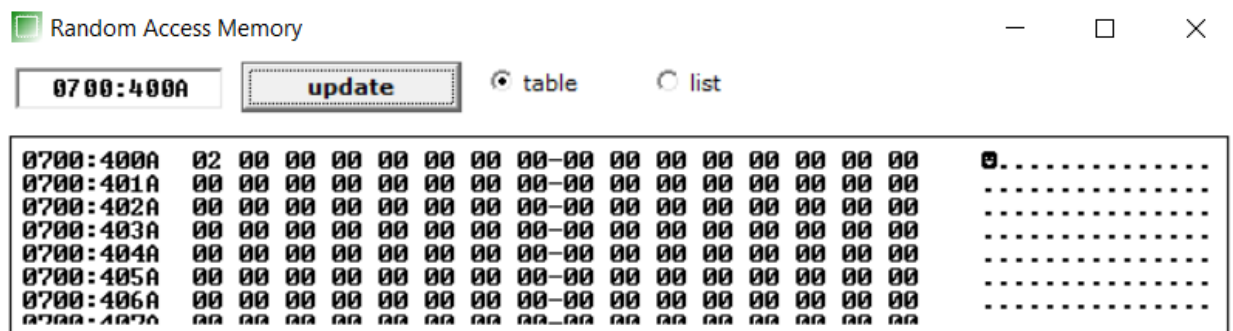 Random Access Memory
0700:400A update table list
0700:400A 02 00 00 00 00 00 00 00-00 00 00 00 00 00 00 00 ☻...............
0700:401A 00 00 00 00 00 00 00 00-00 00 00 00 00 00 00 00 ................
0700:402A 00 00 00 00 00 00 00 00-00 00 00 00 00 00 00 00 ................
0700:403A 00 00 00 00 00 00 00 00-00 00 00 00 00 00 00 00 ................
0700:404A 00 00 00 00 00 00 00 00-00 00 00 00 00 00 00 00 ................
0700:405A 00 00 00 00 00 00 00 00-00 00 00 00 00 00 00 00 ................
0700:406A 00 00 00 00 00 00 00 00-00 00 00 00 00 00 00 00 ................